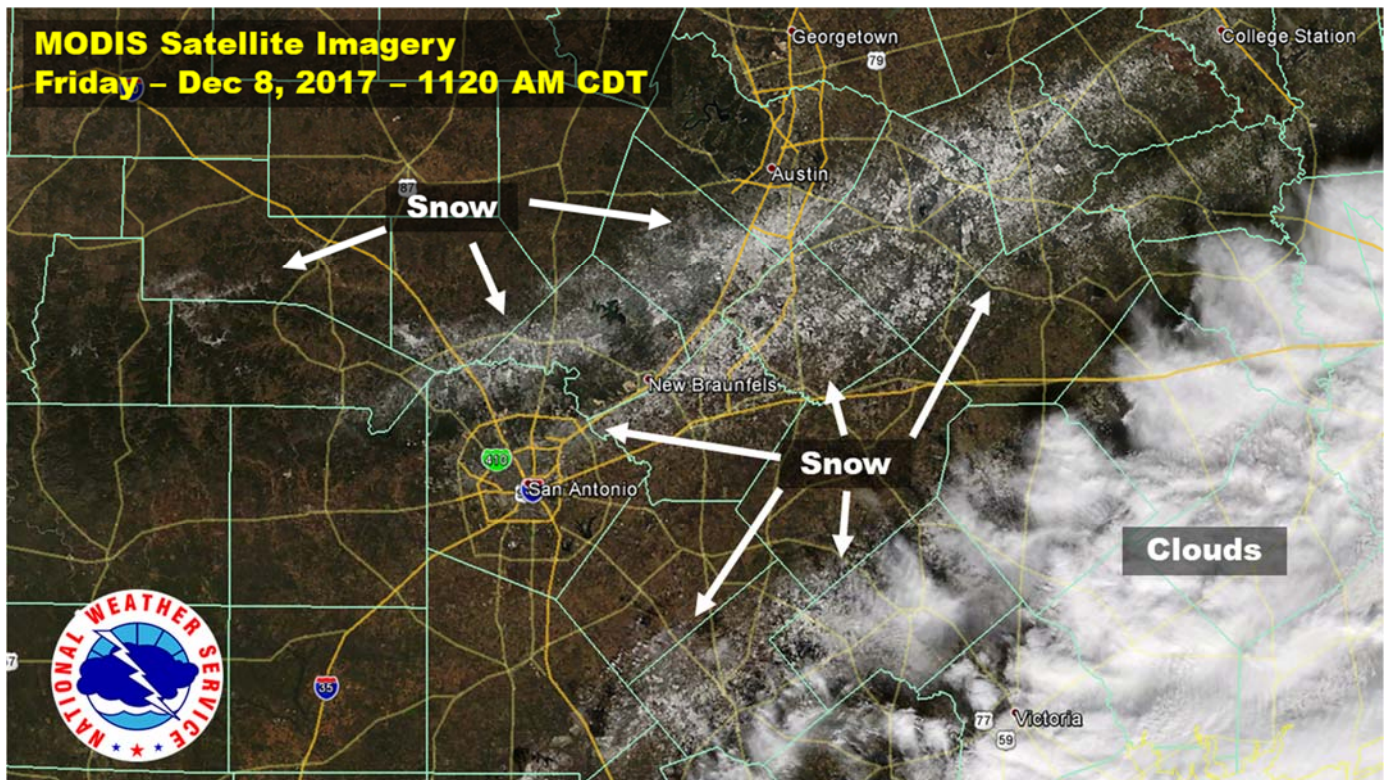 MODIS Satellite Imagery
Friday – Dec 8, 2017 – 1120 AM CDT
Georgetown
79
College Station
Austin
87
Snow
New Braunfels
410
Snow
San Antonio
Clouds
NATIONAL WEATHER SERVICE
35
77
Victoria
59